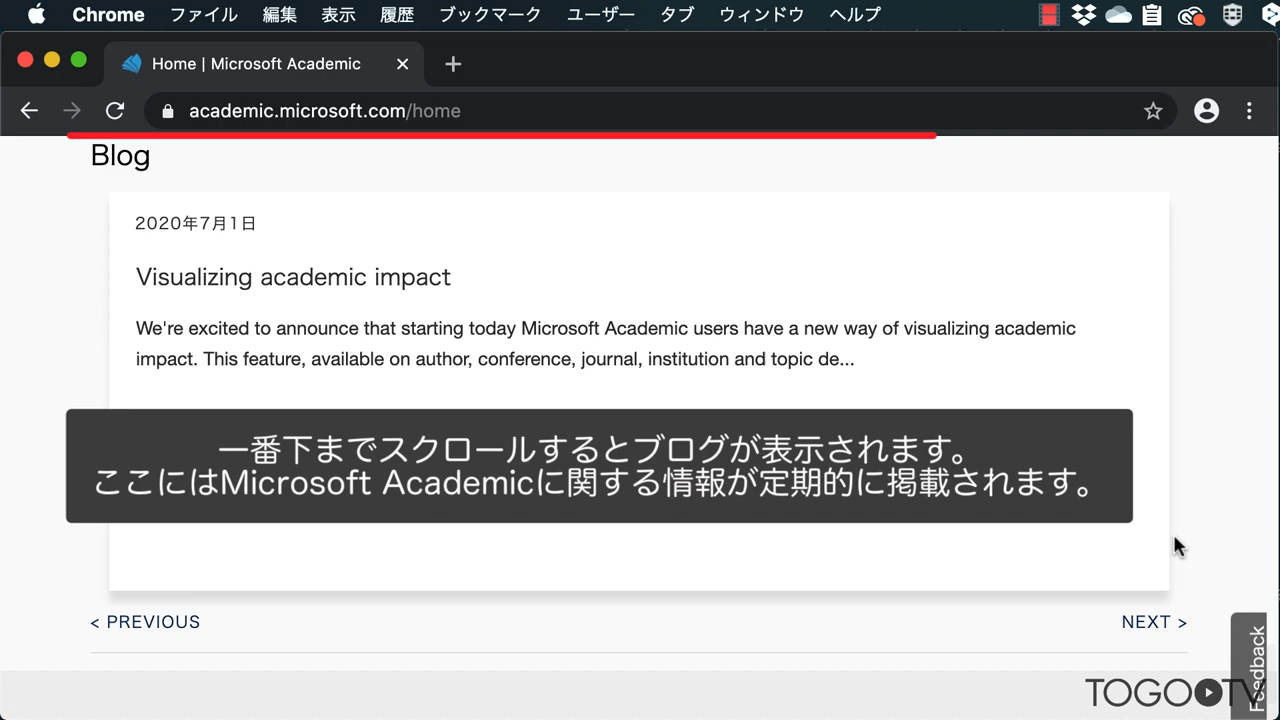 Chrome ファイル 編集 表示 履歴 ブックマーク ユーザー タブ ウィンドウ ヘルプ
Home | Microsoft Academic
academic.microsoft.com/home
Blog
2020年7月1日
Visualizing academic impact
We're excited to announce that starting today Microsoft Academic users have a new way of visualizing academic
impact. This feature, available on author, conference, journal, institution and topic de...
一番下までスクロールするとブログが表示されます。
ここにはMicrosoft Academicに関する情報が定期的に掲載されます。
< PREVIOUS
NEXT >
Feedback
TOGOTV